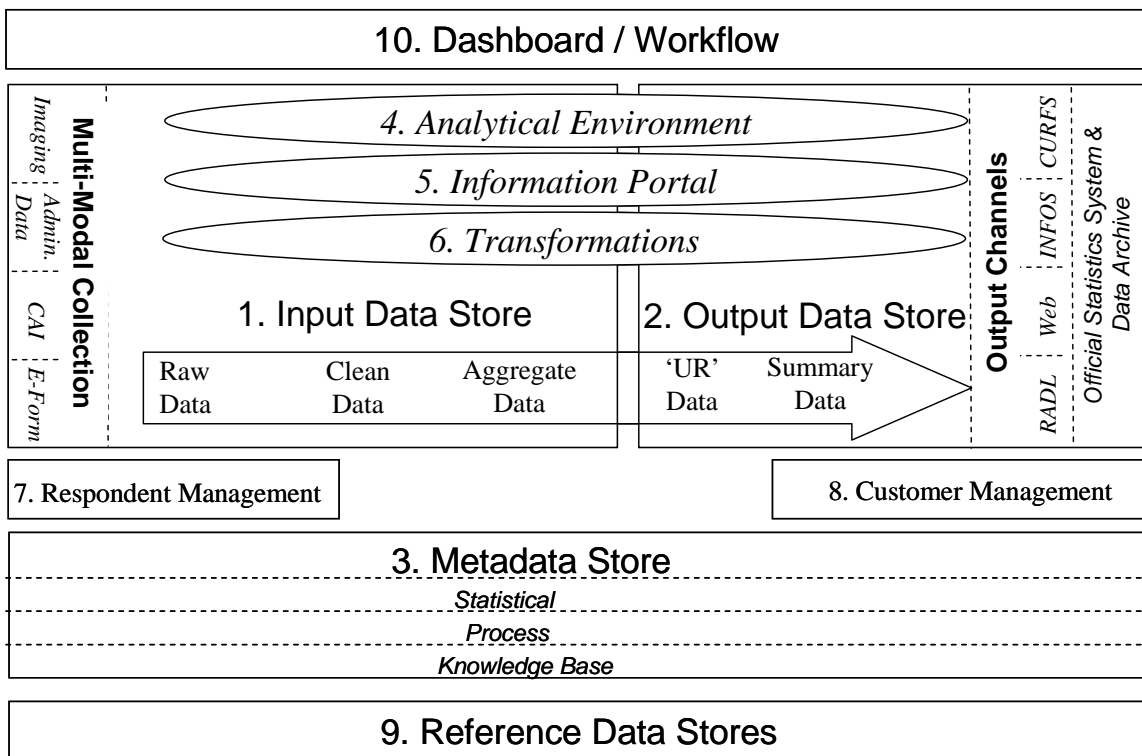 10. Dashboard / Workflow
Imaging
Admin.
Data
CAI
E-Form
Multi-Modal Collection
4. Analytical Environment
5. Information Portal
6. Transformations
1. Input Data Store
2. Output Data Store
Raw
Data
Clean
Data
Aggregate
Data
‘UR’
Data
Summary
Data
Output Channels
CURFS
INFOS
Web
RADL
Official Statistics System &
Data Archive
7. Respondent Management
8. Customer Management
3. Metadata Store
Statistical
Process
Knowledge Base
9. Reference Data Stores